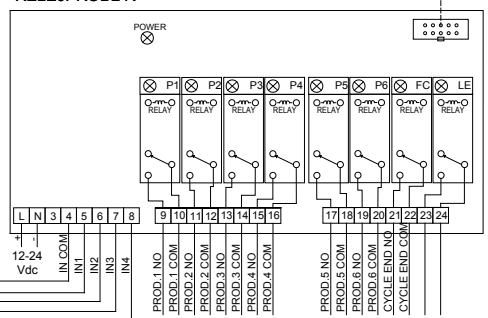 POWER
P1 P2 P3 P4 P5 P6 FC LE
RELAY RELAY RELAY RELAY RELAY RELAY RELAY RELAY
L N 3 4 5 6 7 8 9 10 11 12 13 14 15 16 17 18 19 20 21 22 23 24
+ -
12-24
Vdc
IN COM
IN1
IN2
IN3
IN4
PROD.1 NO
PROD.1 COM
PROD.2 NO
PROD.2 COM
PROD.3 NO
PROD.3 COM
PROD.4 NO
PROD.4 COM
PROD.5 NO
PROD.5 COM
PROD.6 NO
PROD.6 COM
CYCLE END NO
CYCLE END COM